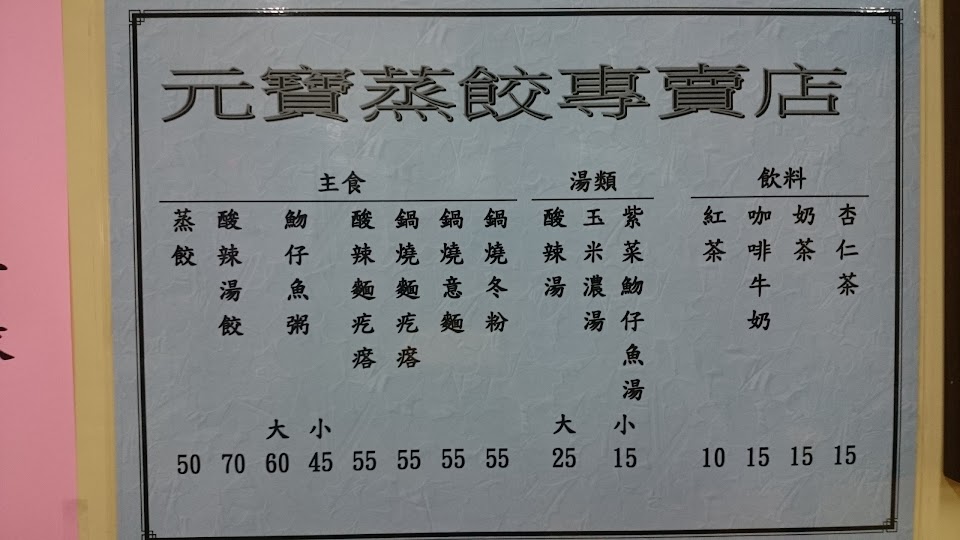 元寶蒸餃專賣店
主食
蒸餃
50
酸辣湯餃
70
魩仔魚粥
大 小
60 45
酸辣麵疙瘩
55
鍋燒麵疙瘩
55
鍋燒意麵
55
鍋燒冬粉
55
湯類
酸辣湯
玉米濃湯
紫菜魩仔魚湯
大 小
25 15
飲料
紅茶
10
咖啡牛奶
15
奶茶
15
杏仁茶
15